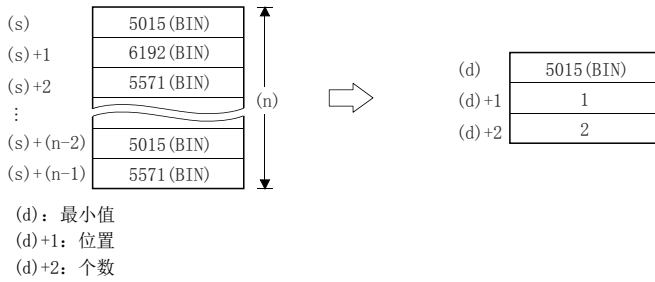 (s) 5015(BIN)
(s)+1 6192(BIN)
(s)+2 5571(BIN)
⋮
(s)+(n-2) 5015(BIN)
(s)+(n-1) 5571(BIN)
(n)
(d) 5015(BIN)
(d)+1 1
(d)+2 2
(d)：最小值
(d)+1：位置
(d)+2：个数